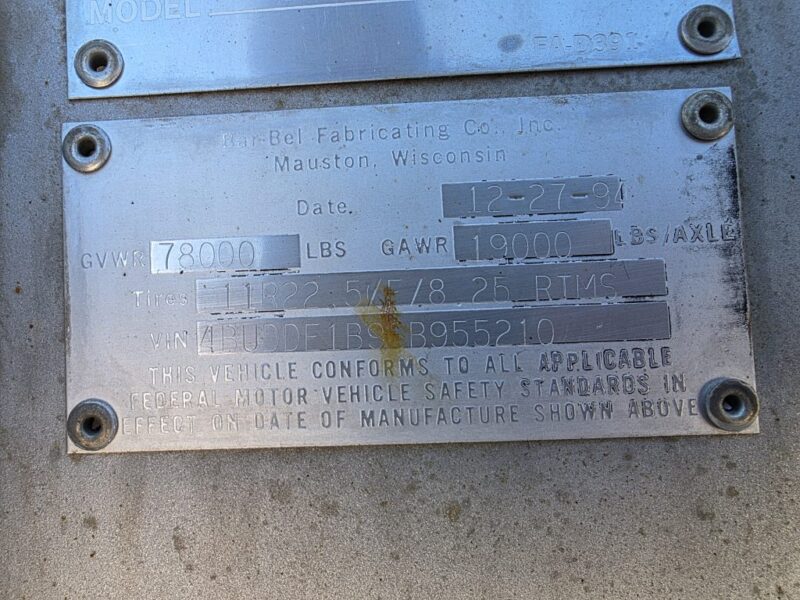 MODEL
Bar-Bel Fabricating Co., Inc.
Mauston, Wisconsin
Date. 12-27-94
GVWR 78000 LBS GAWR 19000 LBS/AXLE
Tires 11R22.5 /8.25 RIMS
VIN
THIS VEHICLE CONFORMS TO ALL APPLICABLE
FEDERAL MOTOR VEHICLE SAFETY STANDARDS IN
EFFECT ON DATE OF MANUFACTURE SHOWN ABOVE